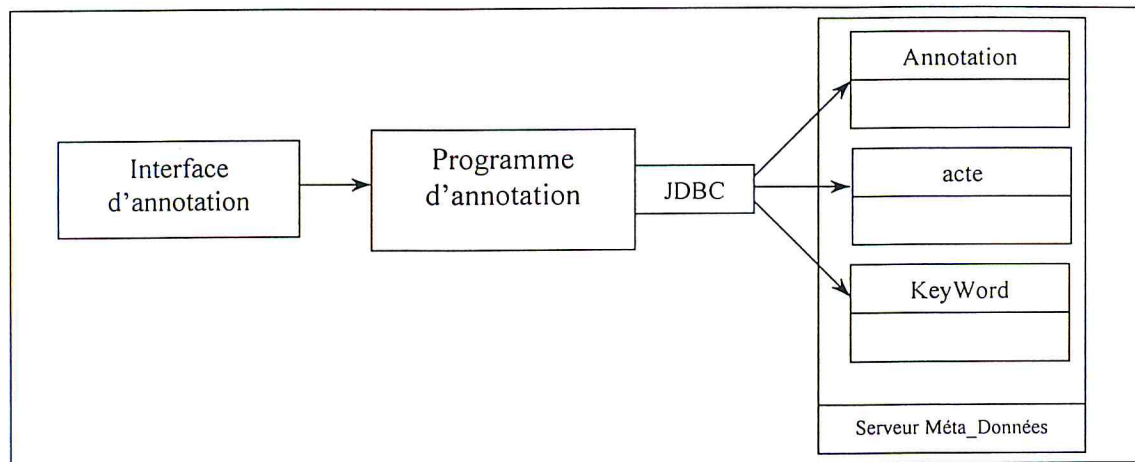 Interface
d'annotation
Programme
d'annotation
JDBC
Annotation
acte
KeyWord
Serveur Méta_Données